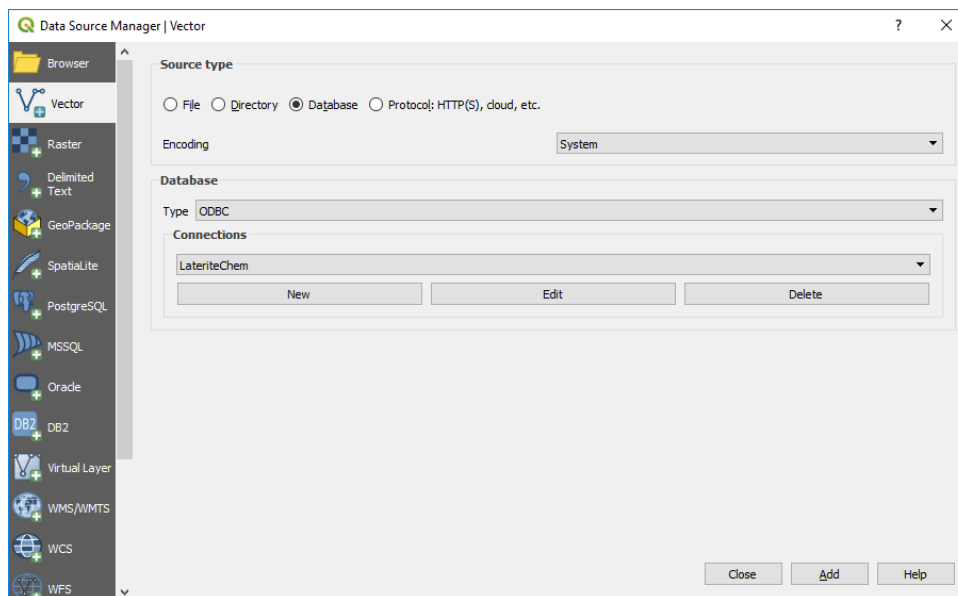 Data Source Manager | Vector
?
Browser
Vector
Raster
Delimited
Text
GeoPackage
SpatiaLite
PostgreSQL
MSSQL
Oracle
DB2
DB2
Virtual Layer
WMS/WMTS
WCS
WFS
Source type
File Directory Database Protocol: HTTP(S), cloud, etc.
Encoding System
Database
Type ODBC
Connections
LateriteChem
New Edit Delete
Close Add Help